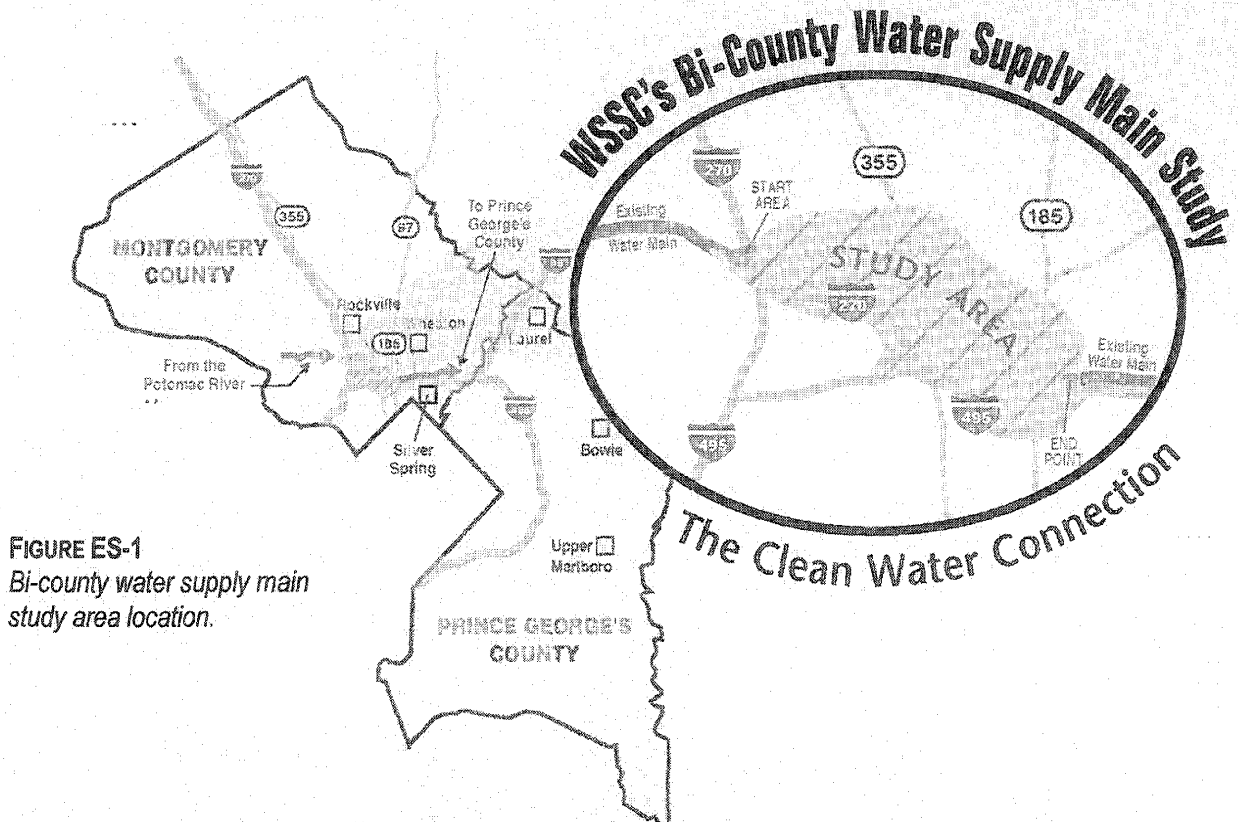 WSSC's Bi-County Water Supply Main Study
270
355
97
To Prince
George's
County
MONTGOMERY
COUNTY
Rockville
185
Laurel
From the
Potomac River
Silver
Spring
Bowie
Upper
Marlboro
PRINCE GEORGE'S
COUNTY
270
355
START
AREA
185
Existing
Water Main
STUDY AREA
270
Existing
Water Main
495
495
END
POINT
The Clean Water Connection
FIGURE ES-1
Bi-county water supply main
study area location.